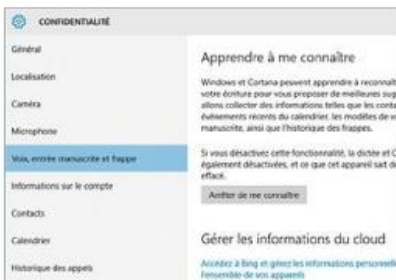 CONFIDENTIALITÉ
Général
Localisation
Caméra
Microphone
Voix, entrée manuscrite et frappe
Informations sur le compte
Contacts
Calendrier
Historique des appels
Apprendre à me connaître
Windows et Cortana peuvent apprendre à reconnaît
votre écriture pour vous proposer de meilleures sug
allons collecter des informations telles que les conta
événements récents du calendrier, les modèles de vo
manuscrite, ainsi que l'historique des frappes.
Si vous désactivez cette fonctionnalité, la dictée et C
également désactivées, et ce que cet appareil sait de
effacé.
Arrêter de me connaître
Gérer les informations du cloud
Accédez à Bing et gérez les informations personnelle
l'ensemble de vos appareils